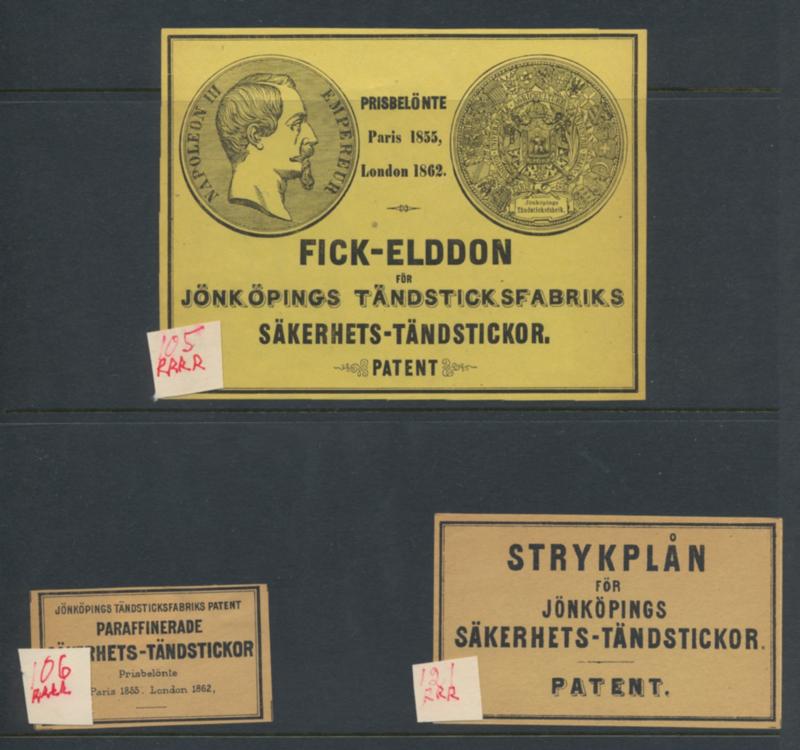 NAPOLEON III EMPEREUR
PRISBELÖNTE
Paris 1855,
London 1862.
Jönköpings
Tändsticksfabrik.
FICK-ELDDON
FÖR
JÖNKÖPINGS TÄNDSTICKSFABRIKS
SÄKERHETS-TÄNDSTICKOR.
PATENT
105
RRRR
JÖNKÖPINGS TÄNDSTICKSFABRIKS PATENT
PARAFFINERADE
RHETS-TÄNDSTICKOR
Prisbelönte
Paris 1855. London 1862,
106
RRRR
STRYKPLÅN
FÖR
JÖNKÖPINGS
SÄKERHETS-TÄNDSTICKOR.
PATENT.
121
RRR